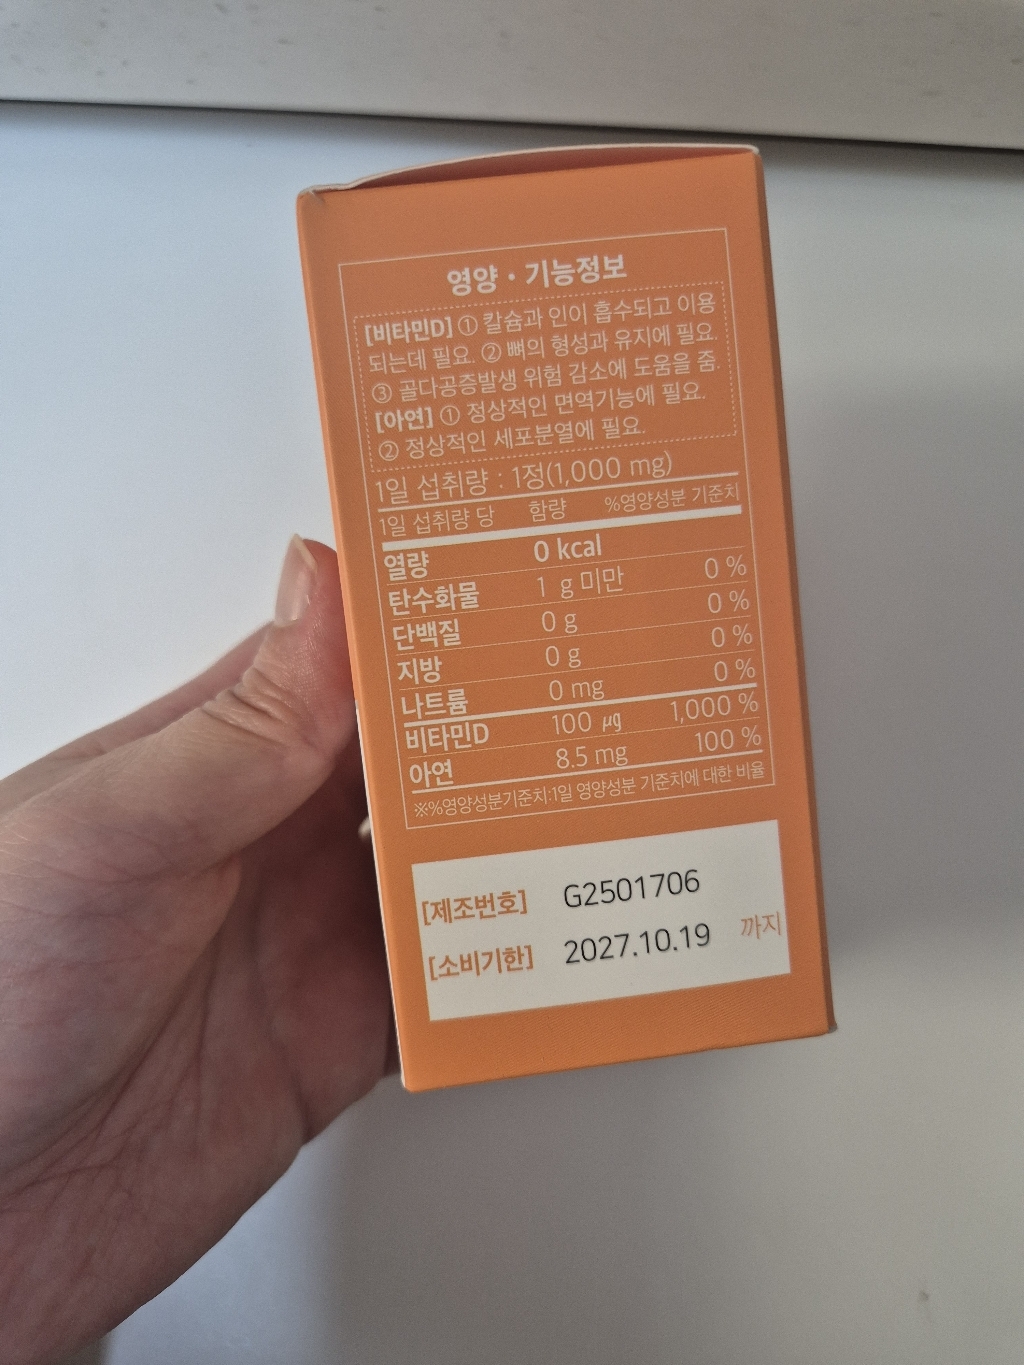 영양 • 기능정보
[비타민D] ① 칼슘과 인이 흡수되고 이용
되는데 필요. ② 뼈의 형성과 유지에 필요.
③ 골다공증발생 위험 감소에 도움을 줌.
[아연] ① 정상적인 면역기능에 필요.
② 정상적인 세포분열에 필요.
1일 섭취량 : 1정(1,000 mg)
1일 섭취량 당 함량 %영양성분 기준치
열량 0 kcal
탄수화물 1 g 미만 0 %
단백질 0 g 0 %
지방 0 g 0 %
나트륨 0 mg 0 %
비타민D 100 ㎍ 1,000 %
아연 8.5 mg 100 %
※%영양성분기준치:1일 영양성분 기준치에 대한 비율
[제조번호] G2501706
[소비기한] 2027.10.19 까지